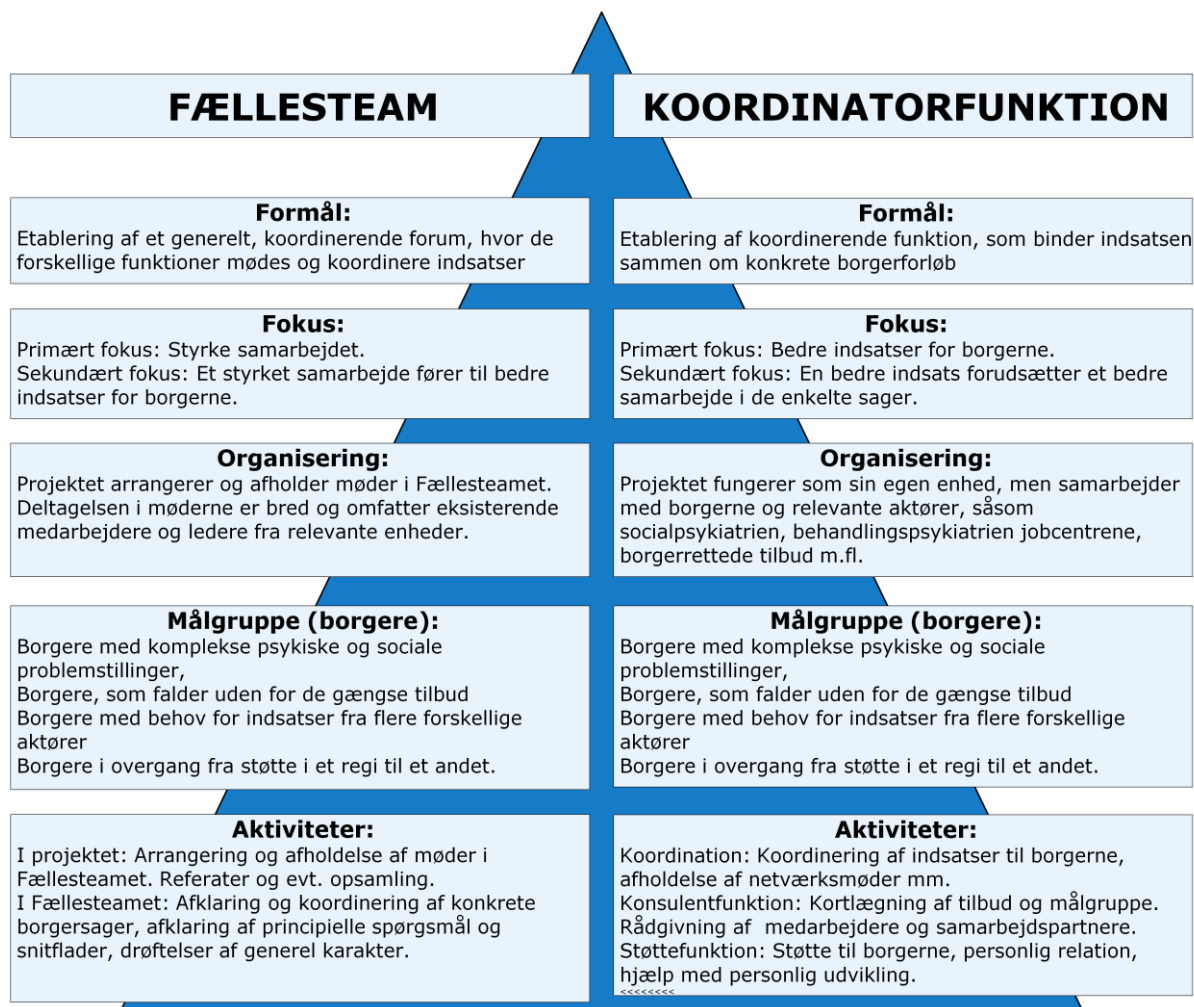 FÆLLESTEAM
Formål:
Etablering af et generelt, koordinerende forum, hvor de
forskellige funktioner mødes og koordinere indsatser
Fokus:
Primært fokus: Styrke samarbejdet.
Sekundært fokus: Et styrket samarbejde fører til bedre
indsatser for borgerne.
Organisering:
Projektet arrangerer og afholder møder i Fællesteamet.
Deltagelsen i møderne er bred og omfatter eksisterende
medarbejdere og ledere fra relevante enheder.
Målgruppe (borgere):
Borgere med komplekse psykiske og sociale
problemstillinger,
Borgere, som falder uden for de gængse tilbud
Borgere med behov for indsatser fra flere forskellige
aktører
Borgere i overgang fra støtte i et regi til et andet.
Aktiviteter:
I projektet: Arrangering og afholdelse af møder i
Fællesteamet. Referater og evt. opsamling.
I Fællesteamet: Afklaring og koordinering af konkrete
borgersager, afklaring af principielle spørgsmål og
snitflader, drøftelser af generel karakter.
KOORDINATORFUNKTION
Formål:
Etablering af koordinerende funktion, som binder indsatsen
sammen om konkrete borgerforløb
Fokus:
Primært fokus: Bedre indsatser for borgerne.
Sekundært fokus: En bedre indsats forudsætter et bedre
samarbejde i de enkelte sager.
Organisering:
Projektet fungerer som sin egen enhed, men samarbejder
med borgerne og relevante aktører, såsom
socialpsykiatrien, behandlingspsykiatrien jobcentrene,
borgerrettede tilbud m.fl.
Målgruppe (borgere):
Borgere med komplekse psykiske og sociale
problemstillinger,
Borgere, som falder uden for de gængse tilbud
Borgere med behov for indsatser fra flere forskellige
aktører
Borgere i overgang fra støtte i et regi til et andet.
Aktiviteter:
Koordination: Koordinering af indsatser til borgerne,
afholdelse af netværksmøder mm.
Konsulentfunktion: Kortlægning af tilbud og målgruppe.
Rådgivning af  medarbejdere og samarbejdspartnere.
Støttefunktion: Støtte til borgerne, personlig relation,
hjælp med personlig udvikling.
<<<<<<<<